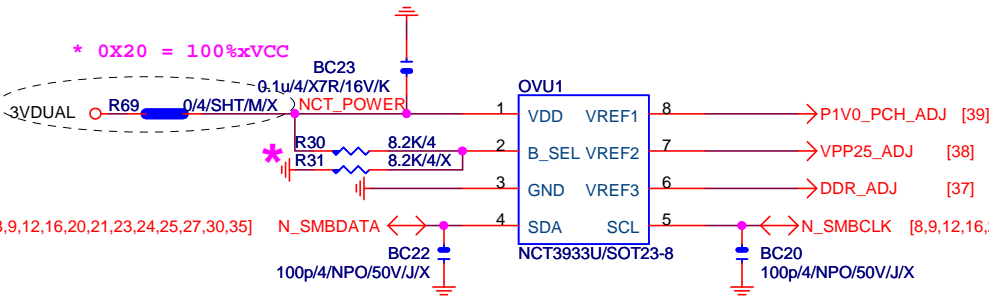 * 0X20 = 100%xVCC
BC23
0.1u/4/X7R/16V/K
OVU1
3VDUAL
R69
0/4/SHT/M/X
NCT_POWER
1
VDD
VREF1
8
P1V0_PCH_ADJ [39]
R30
8.2K/4
2
B_SEL
VREF2
7
VPP25_ADJ [38]
*
R31
8.2K/4/X
3
GND
VREF3
6
DDR_ADJ [37]
,9,12,16,20,21,23,24,25,27,30,35]
N_SMBDATA
4
SDA
SCL
5
N_SMBCLK [8,9,12,16,
BC22
100p/4/NPO/50V/J/X
NCT3933U/SOT23-8
BC20
100p/4/NPO/50V/J/X